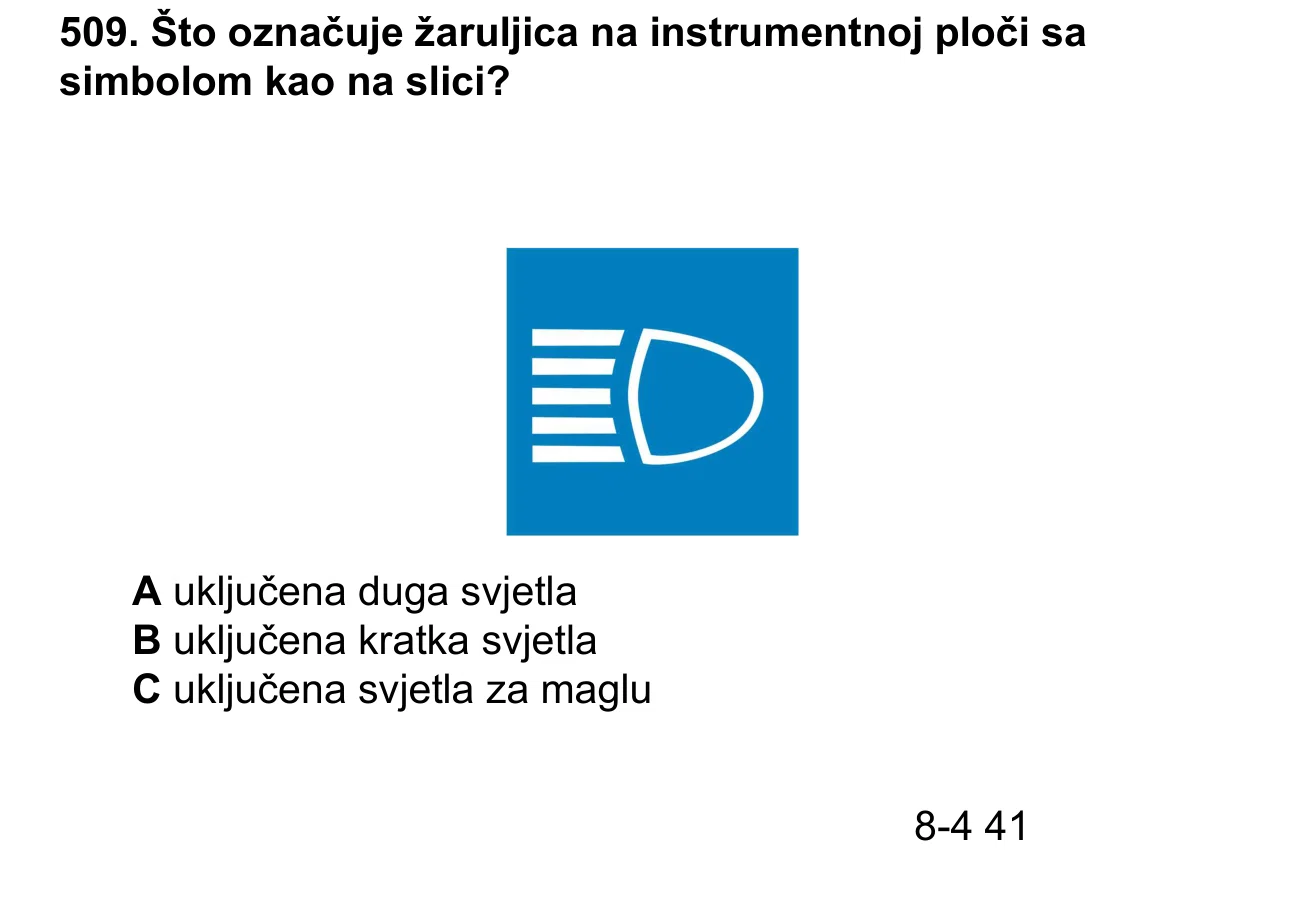 509. Što označuje žaruljica na instrumentnoj ploči sa
simbolom kao na slici?
A uključena duga svjetla
B uključena kratka svjetla
C uključena svjetla za maglu
8-4 41